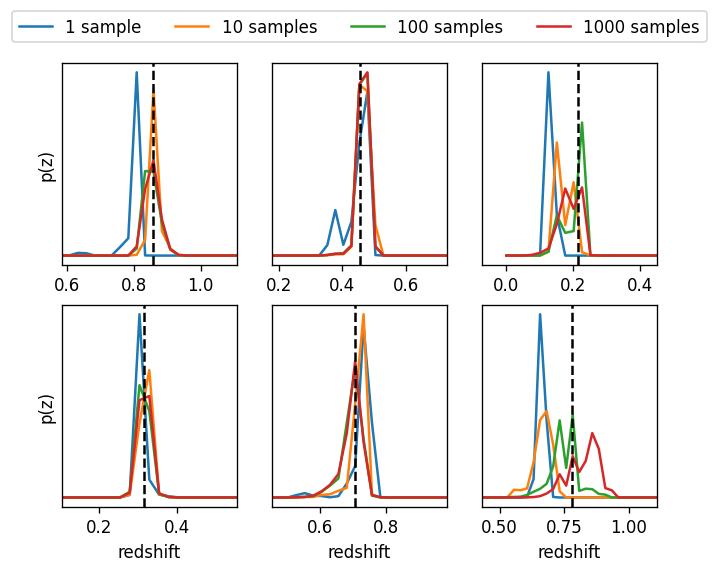 1 sample 10 samples 100 samples 1000 samples
p(z)
0.6 0.8 1.0 0.2 0.4 0.6 0.0 0.2 0.4
p(z)
0.2 0.4 0.6 0.8 0.50 0.75 1.00
redshift redshift redshift